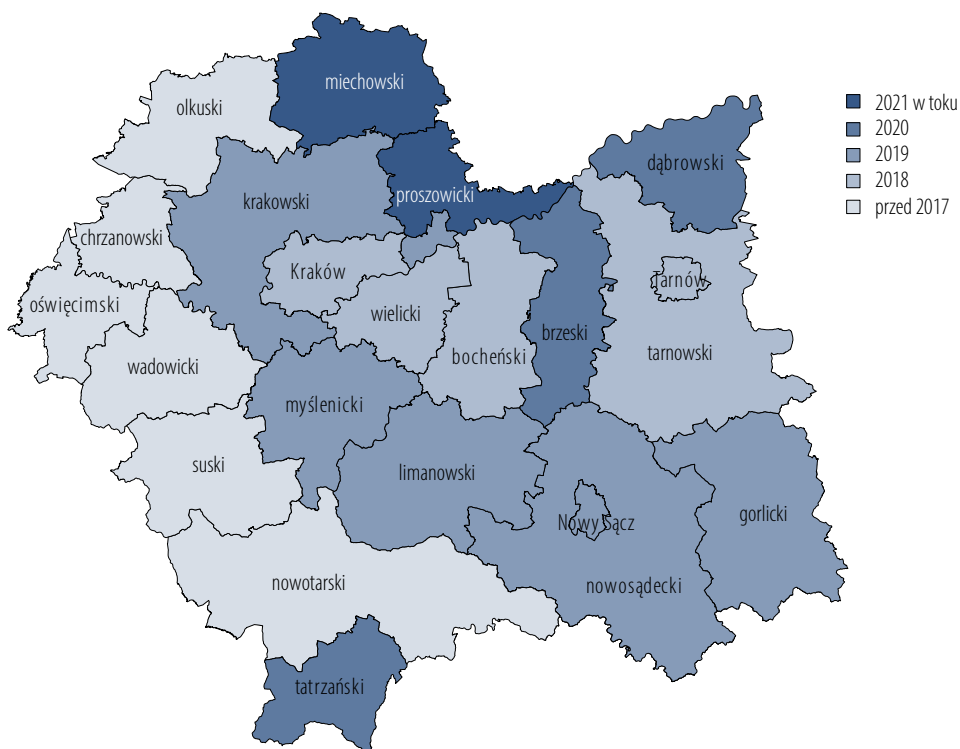 miechowski
olkuski
2021 w toku
2020
2019
2018
przed 2017
dąbrowski
proszowicki
krakowski
chrzanowski
Kraków
Tarnów
oświęcimski
wielicki
brzeski
bocheński
tarnowski
wadowicki
myślenicki
suski
limanowski
gorlicki
Nowy Sącz
nowotarski
nowosądecki
tatrzański